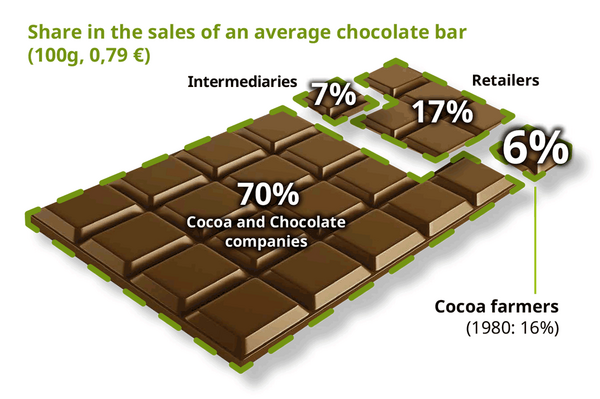 Share in the sales of an average chocolate bar
(100g, 0,79 €)
Intermediaries
7%
Retailers
17%
6%
70%
Cocoa and Chocolate
companies
Cocoa farmers
(1980: 16%)